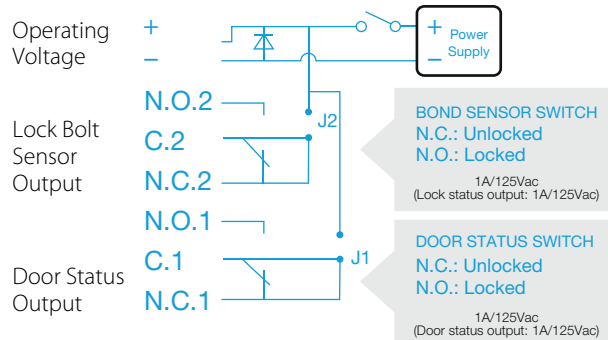 Operating
Voltage
+
−
+
−
Power
Supply
Lock Bolt
Sensor
Output
N.O.2
C.2
N.C.2
J2
BOND SENSOR SWITCH
N.C.: Unlocked
N.O.: Locked
1A/125Vac
(Lock status output: 1A/125Vac)
Door Status
Output
N.O.1
C.1
N.C.1
J1
DOOR STATUS SWITCH
N.C.: Unlocked
N.O.: Locked
1A/125Vac
(Door status output: 1A/125Vac)